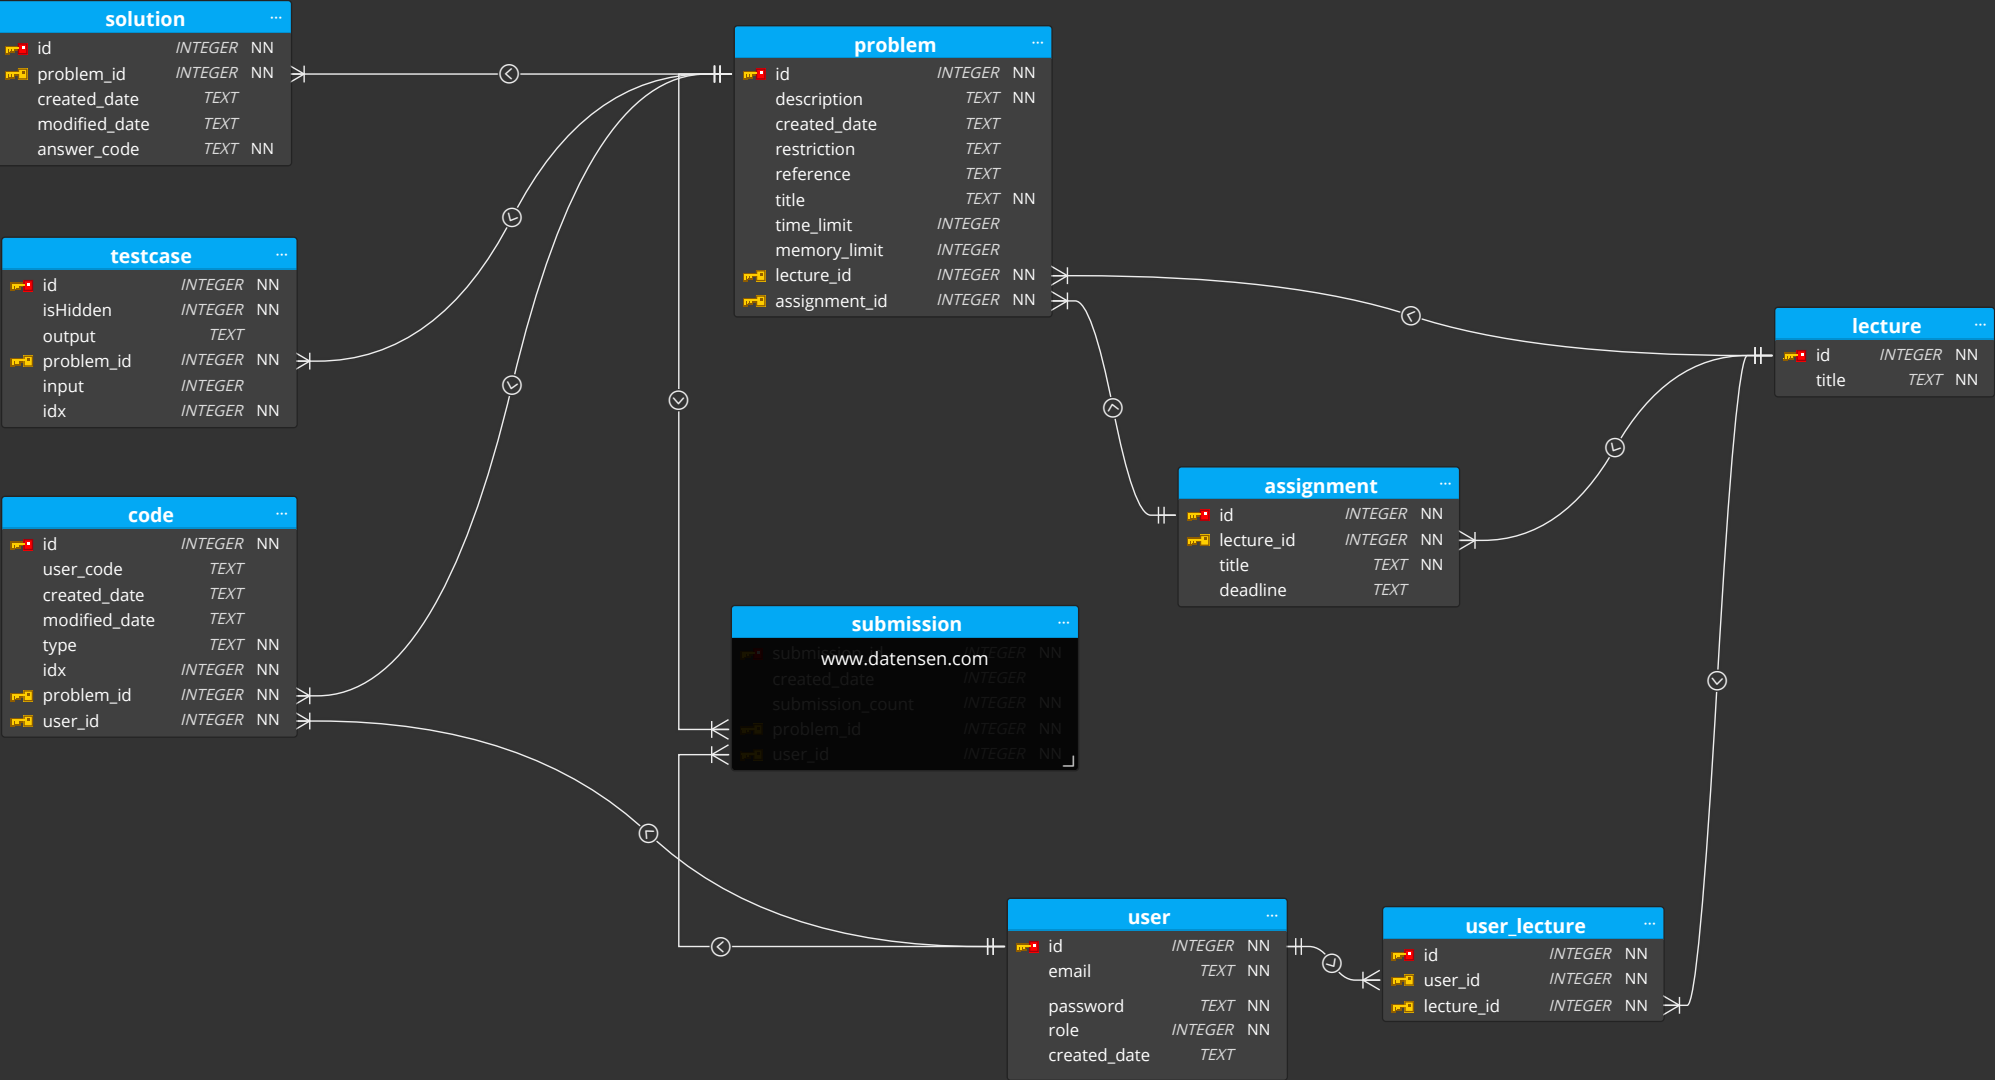 solution ...
id INTEGER NN
problem_id INTEGER NN
created_date TEXT
modified_date TEXT
answer_code TEXT NN
problem ...
id INTEGER NN
description TEXT NN
created_date TEXT
restriction TEXT
reference TEXT
title TEXT NN
time_limit INTEGER
memory_limit INTEGER
lecture_id INTEGER NN
assignment_id INTEGER NN
testcase ...
id INTEGER NN
isHidden INTEGER NN
output TEXT
problem_id INTEGER NN
input INTEGER
idx INTEGER NN
lecture ...
id INTEGER NN
title TEXT NN
code ...
id INTEGER NN
user_code TEXT
created_date TEXT
modified_date TEXT
type TEXT NN
idx INTEGER NN
problem_id INTEGER NN
user_id INTEGER NN
assignment ...
id INTEGER NN
lecture_id INTEGER NN
title TEXT NN
deadline TEXT
submission ...
www.datensen.com
created_date INTEGER
submission_count INTEGER NN
problem_id INTEGER NN
user_id INTEGER NN
user ...
id INTEGER NN
email TEXT NN
password TEXT NN
role INTEGER NN
created_date TEXT
user_lecture ...
id INTEGER NN
user_id INTEGER NN
lecture_id INTEGER NN